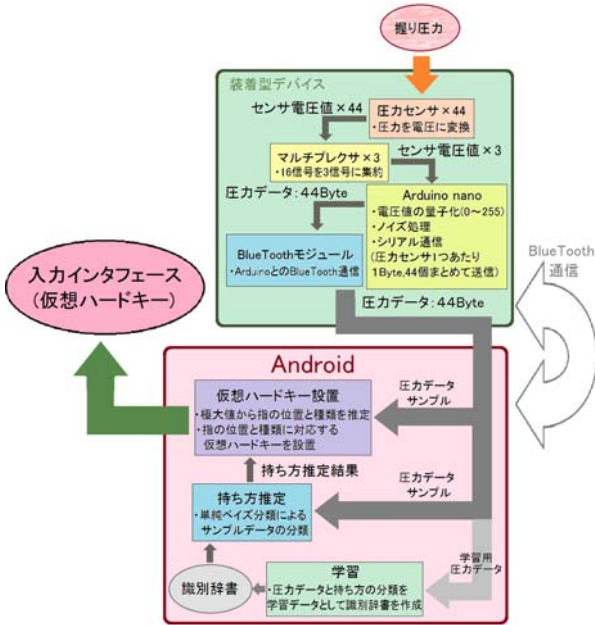 握り圧力
装着型デバイス
センサ電圧値×44
圧力センサ×44
・圧力を電圧に変換
マルチプレクサ×3
・16信号を3信号に集約
センサ電圧値×3
圧力データ:44Byte
Arduino nano
・電圧値の量子化(0~255)
・ノイズ処理
・シリアル通信
(圧力センサ1つあたり
1Byte,44個まとめて送信)
BlueToothモジュール
・ArduinoとのBlueTooth通信
圧力データ:44Byte
BlueTooth
通信
入力インタフェース
(仮想ハードキー)
Android
仮想ハードキー設置
・極大値から指の位置と種類を推定
・指の位置と種類に対応する
仮想ハードキーを設置
圧力データ
サンプル
持ち方推定結果
持ち方推定
・単純ベイズ分類による
サンプルデータの分類
圧力データ
サンプル
学習用
圧力データ
識別辞書
学習
・圧力データと持ち方の分類を
学習データとして識別辞書を作成